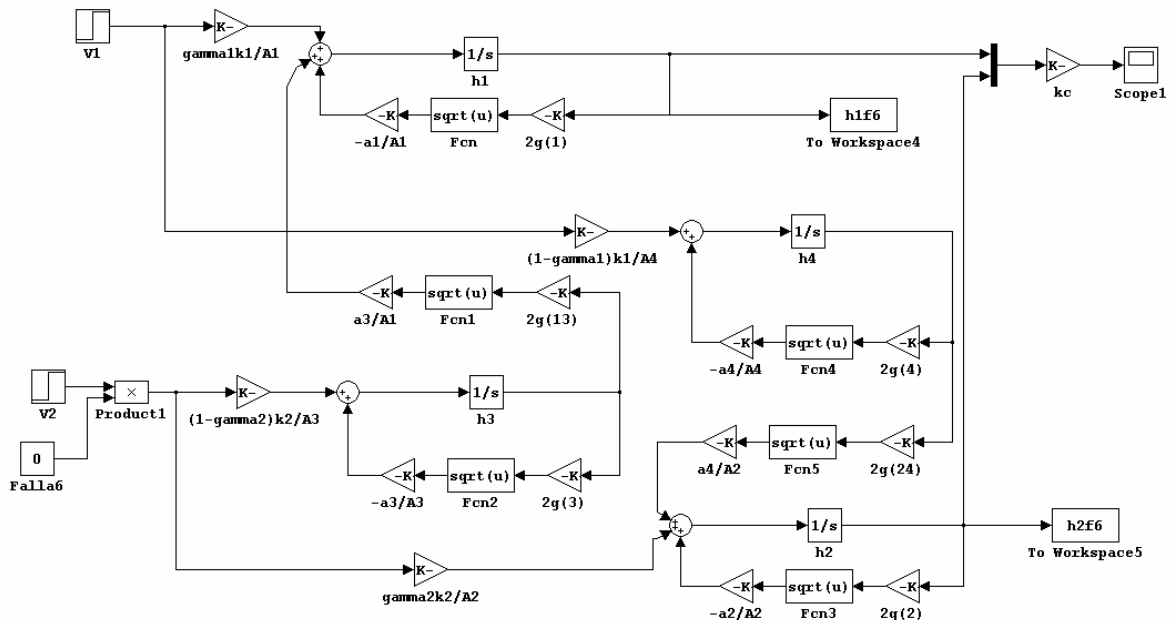 V1
K-
gamma1k1/A1
+
+
+
1/s
h1
K-
kc
Scope1
-K
-a1/A1
sqrt(u)
Fcn
-K
2g(1)
h1f6
To Workspace4
K-
(1-gamma1)k1/A4
+
+
1/s
h4
-K
a3/A1
sqrt(u)
Fcn1
-K
2g(13)
-K
-a4/A4
sqrt(u)
Fcn4
-K
2g(4)
V2
×
Product1
K-
(1-gamma2)k2/A3
+
+
1/s
h3
0
Falla6
-K
-a3/A3
sqrt(u)
Fcn2
-K
2g(3)
-K
a4/A2
sqrt(u)
Fcn5
-K
2g(24)
+
+
+
1/s
h2
h2f6
To Workspace5
K-
gamma2k2/A2
-K
-a2/A2
sqrt(u)
Fcn3
-K
2g(2)